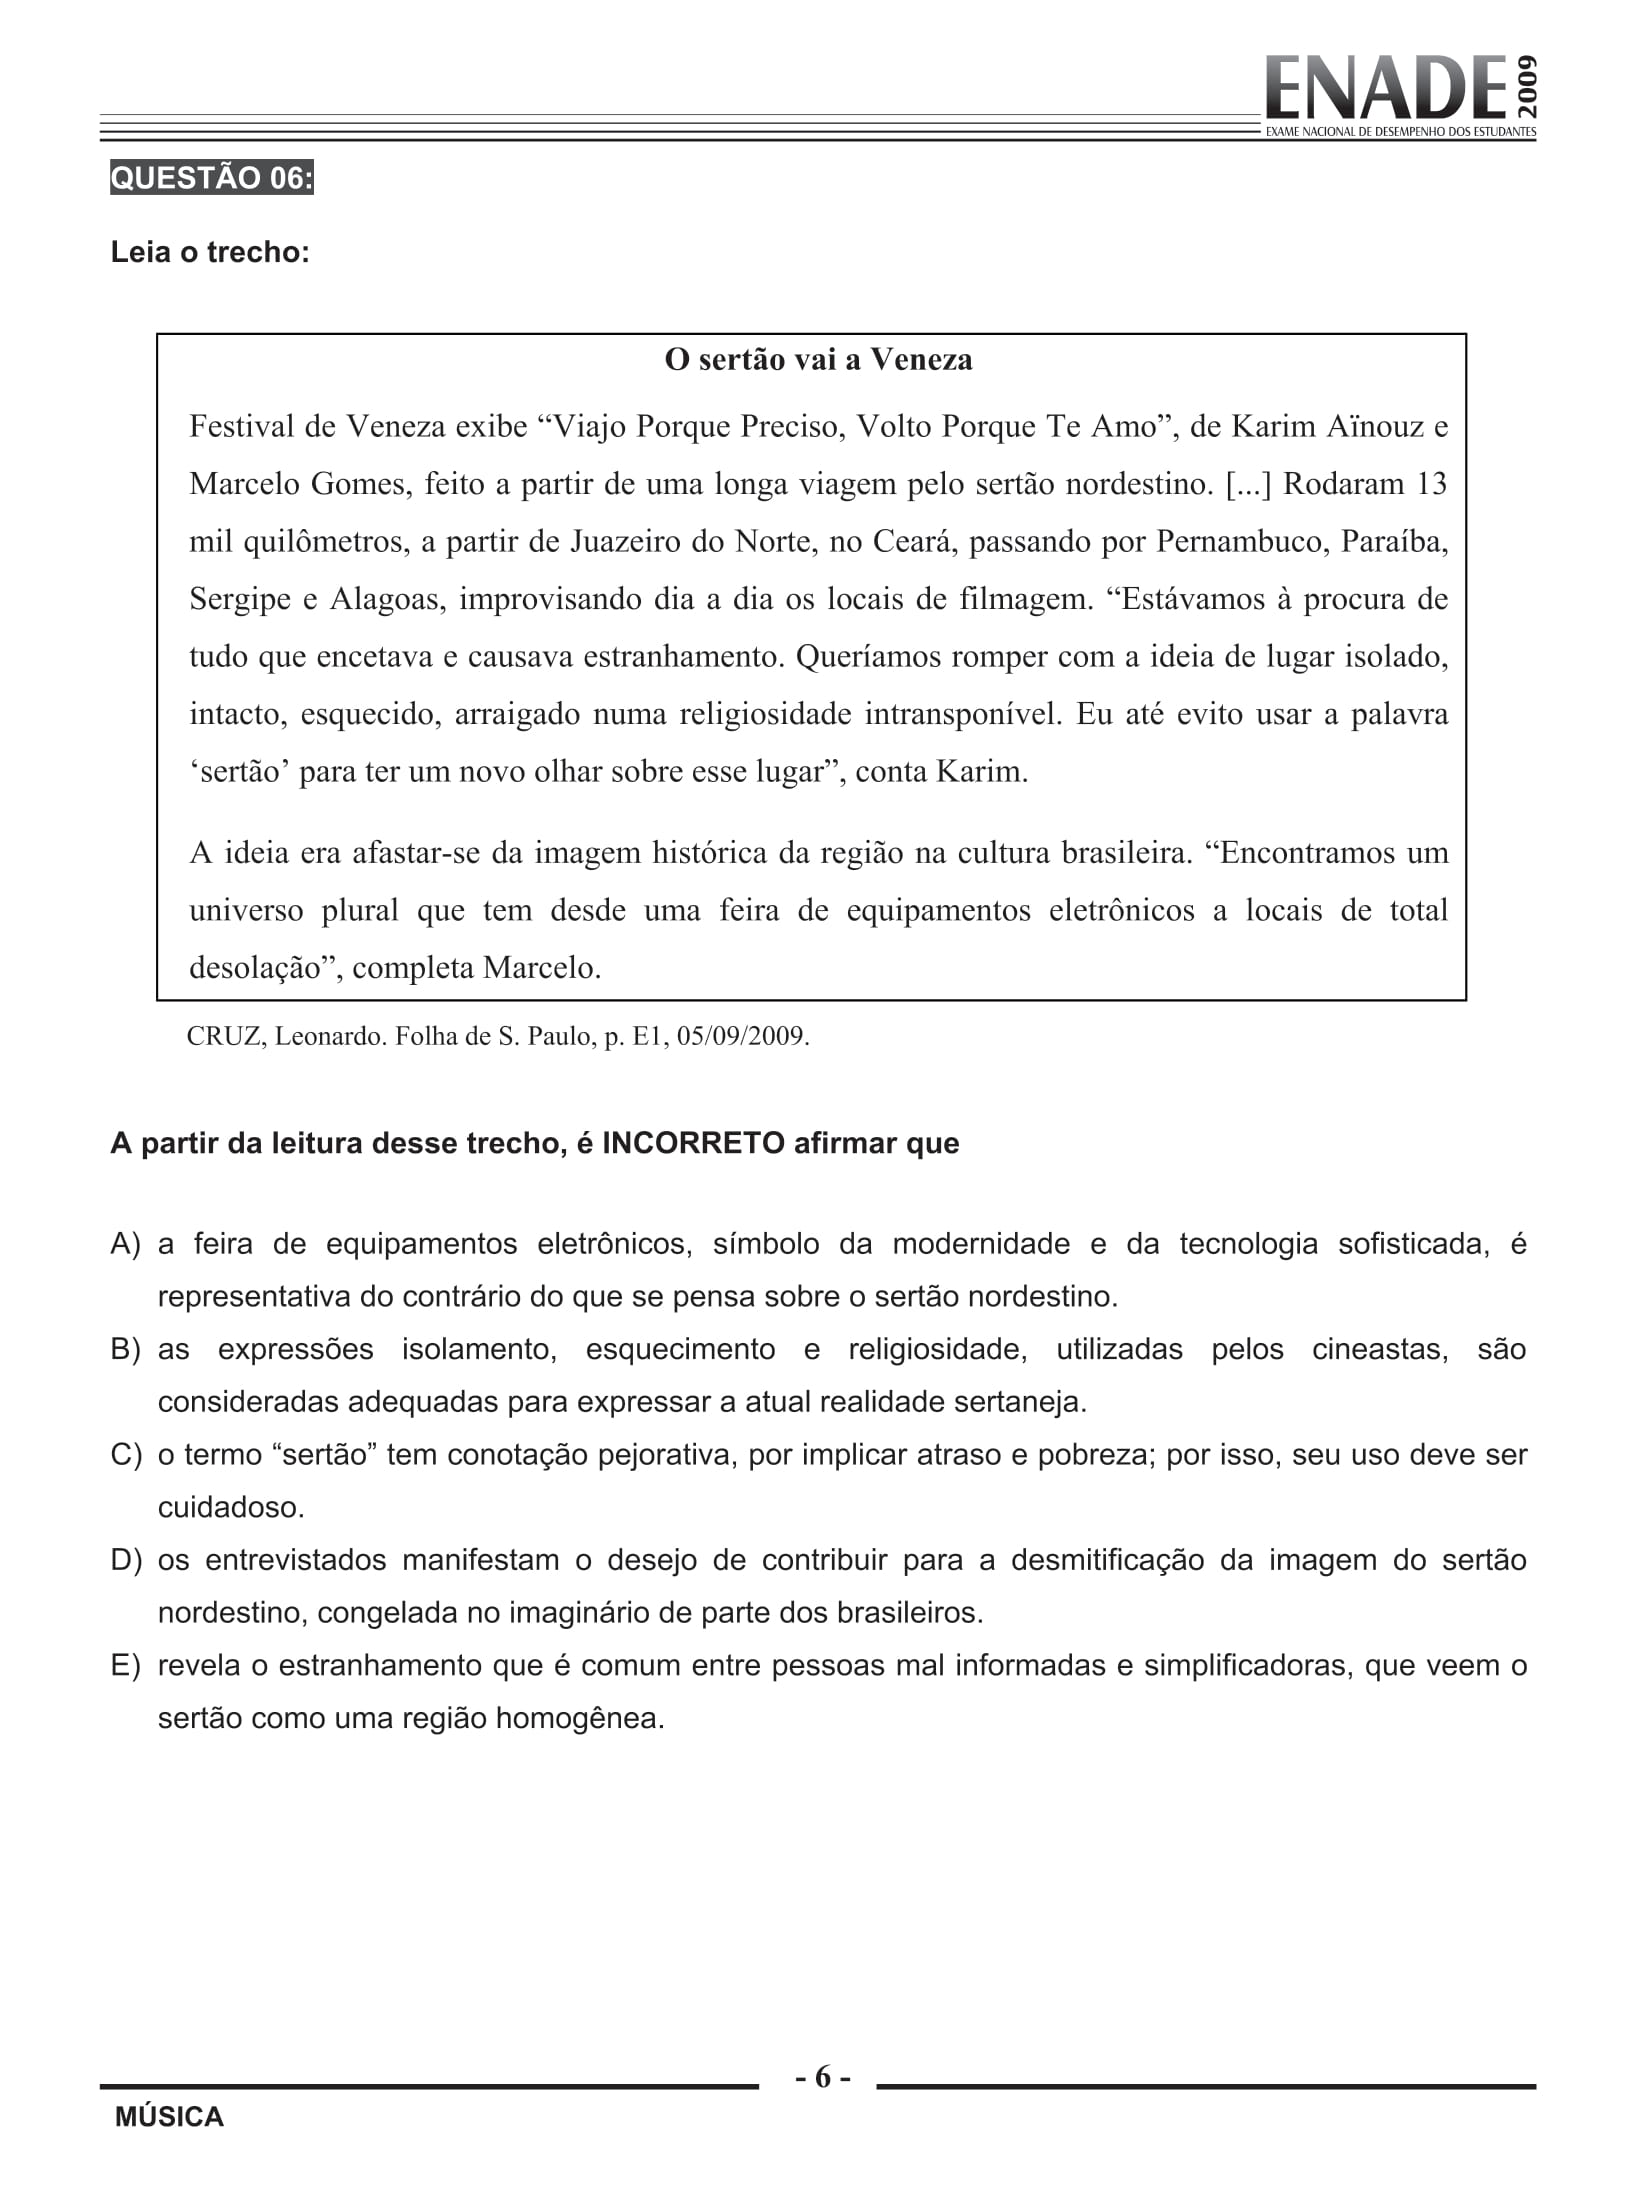 ENADE 2009
EXAME NACIONAL DE DESEMPENHO DOS ESTUDANTES
QUESTÃO 06:
Leia o trecho:
O sertão vai a Veneza
Festival de Veneza exibe “Viajo Porque Preciso, Volto Porque Te Amo”, de Karim Aïnouz e
Marcelo Gomes, feito a partir de uma longa viagem pelo sertão nordestino. [...] Rodaram 13
mil quilômetros, a partir de Juazeiro do Norte, no Ceará, passando por Pernambuco, Paraíba,
Sergipe e Alagoas, improvisando dia a dia os locais de filmagem. “Estávamos à procura de
tudo que encetava e causava estranhamento. Queríamos romper com a ideia de lugar isolado,
intacto, esquecido, arraigado numa religiosidade intransponível. Eu até evito usar a palavra
‘sertão’ para ter um novo olhar sobre esse lugar”, conta Karim.
A ideia era afastar-se da imagem histórica da região na cultura brasileira. “Encontramos um
universo plural que tem desde uma feira de equipamentos eletrônicos a locais de total
desolação”, completa Marcelo.
CRUZ, Leonardo. Folha de S. Paulo, p. E1, 05/09/2009.
A partir da leitura desse trecho, é INCORRETO afirmar que
A) a feira de equipamentos eletrônicos, símbolo da modernidade e da tecnologia sofisticada, é
representativa do contrário do que se pensa sobre o sertão nordestino.
B) as expressões isolamento, esquecimento e religiosidade, utilizadas pelos cineastas, são
consideradas adequadas para expressar a atual realidade sertaneja.
C) o termo “sertão” tem conotação pejorativa, por implicar atraso e pobreza; por isso, seu uso deve ser
cuidadoso.
D) os entrevistados manifestam o desejo de contribuir para a desmitificação da imagem do sertão
nordestino, congelada no imaginário de parte dos brasileiros.
E) revela o estranhamento que é comum entre pessoas mal informadas e simplificadoras, que veem o
sertão como uma região homogênea.
- 6 -
MÚSICA